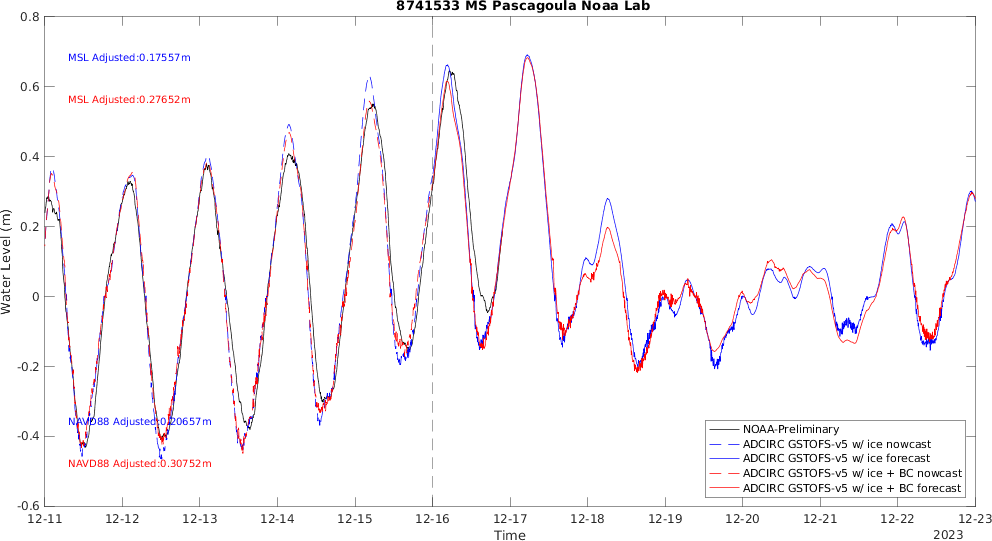 8741533 MS Pascagoula Noaa Lab
0.8
0.6
0.4
0.2
0
-0.2
-0.4
-0.6
Water Level (m)
MSL Adjusted:0.17557m
MSL Adjusted:0.27652m
NAVD88 Adjusted:0.20657m
NAVD88 Adjusted:0.30752m
NOAA-Preliminary
ADCIRC GSTOFS-v5 w/ ice nowcast
ADCIRC GSTOFS-v5 w/ ice forecast
ADCIRC GSTOFS-v5 w/ ice + BC nowcast
ADCIRC GSTOFS-v5 w/ ice + BC forecast
12-11 12-12 12-13 12-14 12-15 12-16 12-17 12-18 12-19 12-20 12-21 12-22 12-23
Time
2023